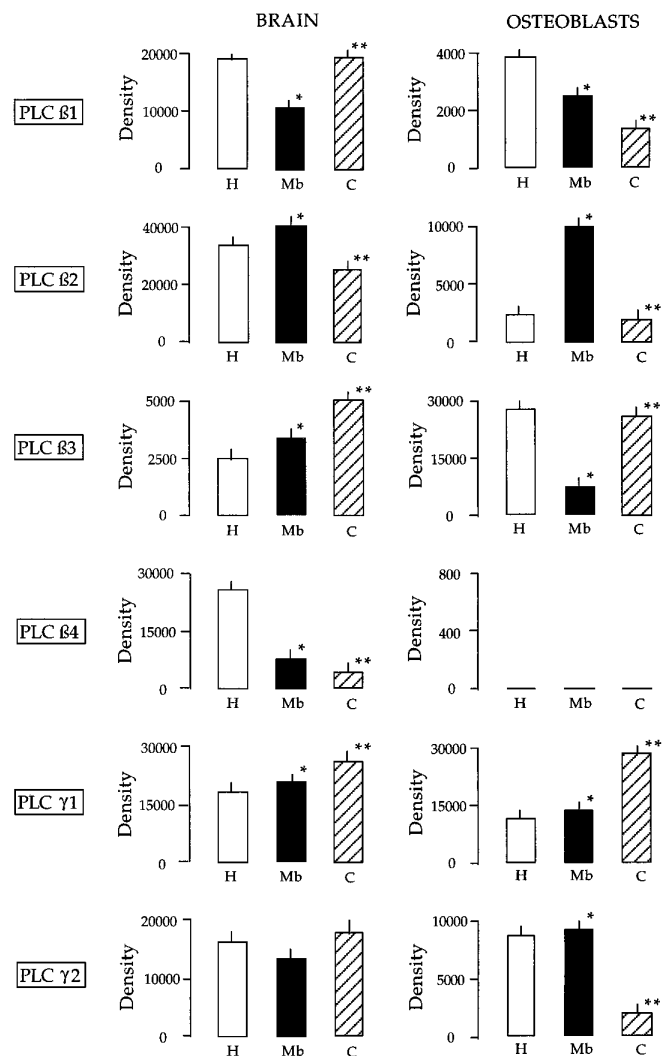 BRAIN
OSTEOBLASTS
PLC ß1
Density
20000
10000
0
H
Mb
*
C
**
Density
4000
2000
0
H
Mb
*
C
**
PLC ß2
Density
40000
20000
0
H
Mb
*
C
**
Density
10000
5000
0
H
Mb
*
C
**
PLC ß3
Density
5000
2500
0
H
Mb
*
C
**
Density
30000
15000
0
H
Mb
*
C
**
PLC ß4
Density
30000
15000
0
H
Mb
*
C
**
Density
800
400
0
H
Mb
C
PLC γ1
Density
30000
15000
0
H
Mb
*
C
**
Density
30000
15000
0
H
Mb
*
C
**
PLC γ2
Density
20000
10000
0
H
Mb
C
Density
10000
5000
0
H
Mb
*
C
**